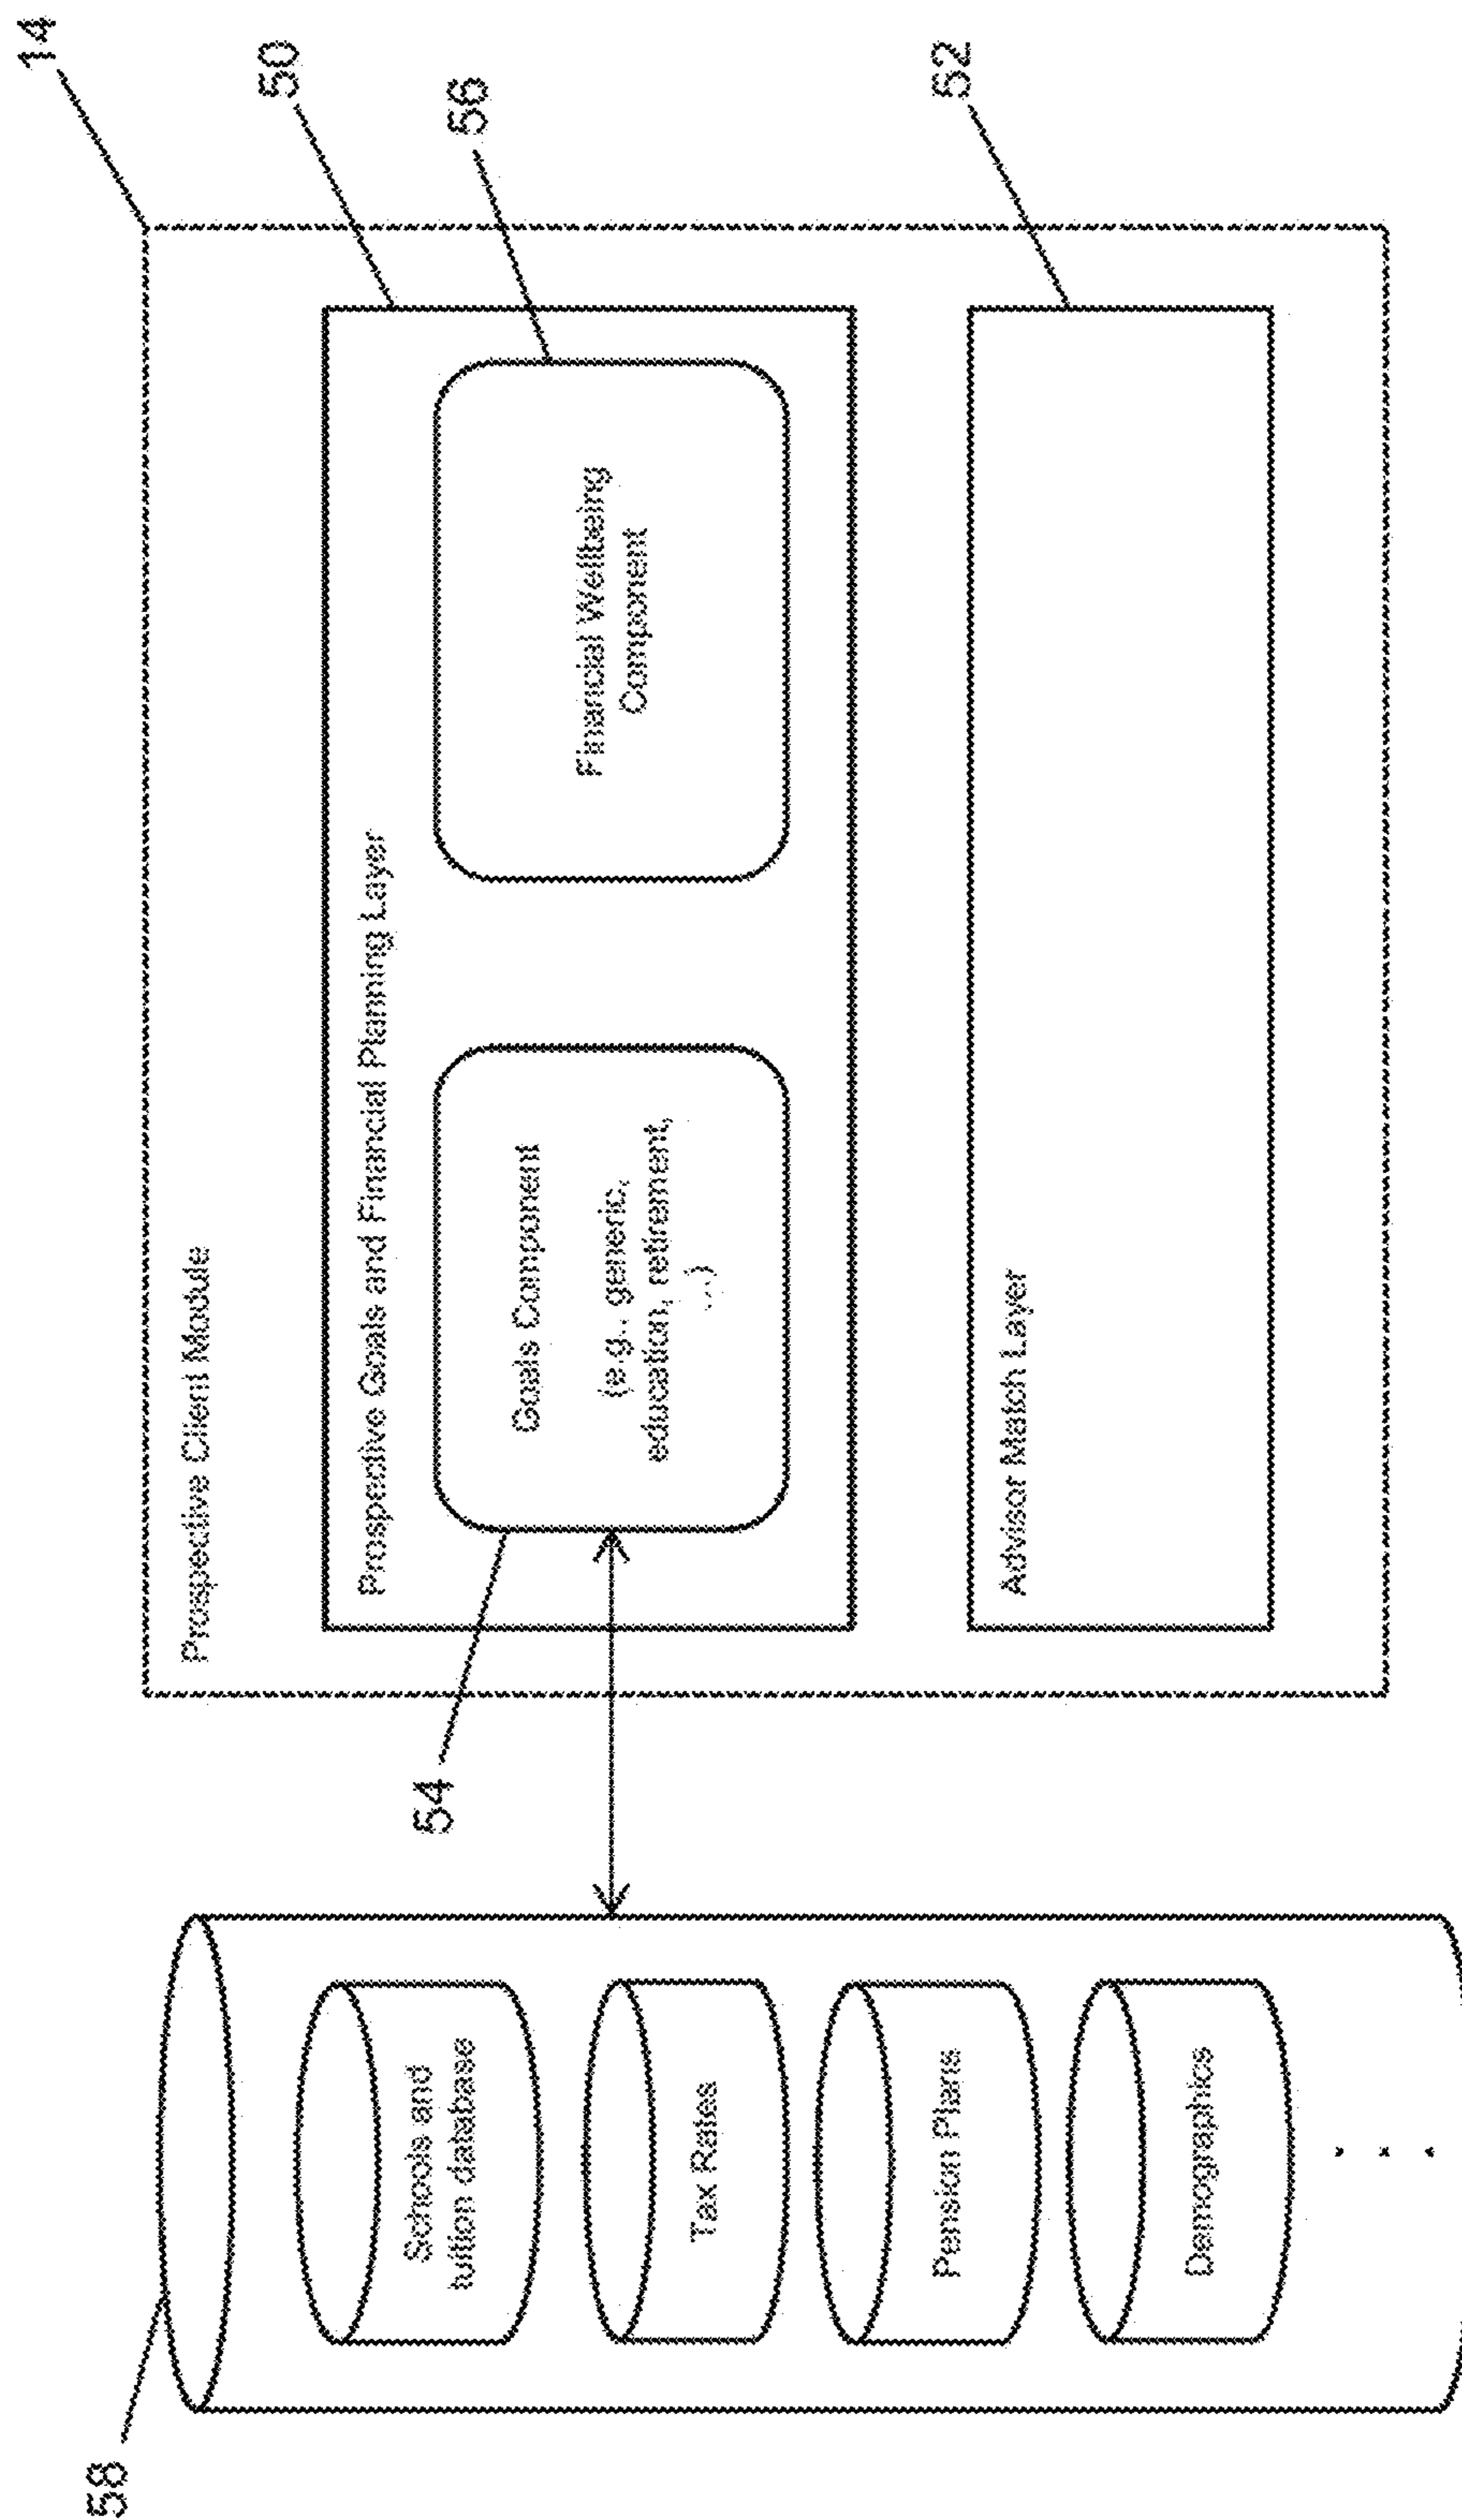 14
50
56
52
Prospective Client Module
Prospective Goals and Financial Planning Layer
Goals Component
(e.g., generic,
education, retirement,
...)
Financial Wellbeing
Component
Advisor Match Layer
54
58
Schools and
tuition database
Tax Rates
Pension Plans
Demographics
. . .